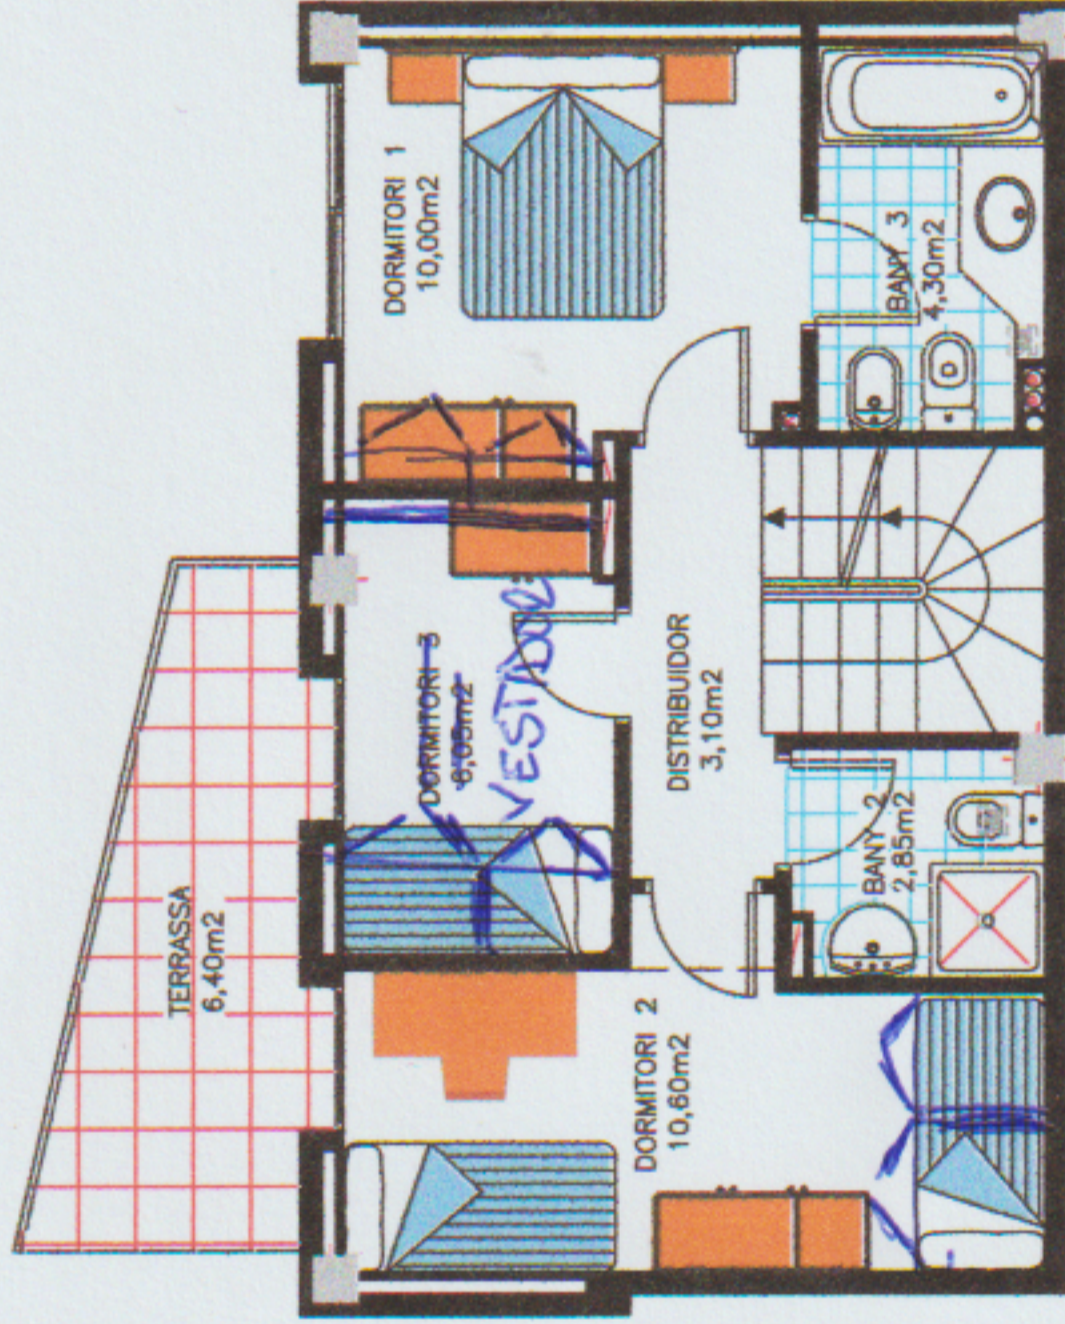 TERRASSA
6,40m2
DORMITORI 1
10,00m2
DORMITORI 3
6,05m2
VESTIDOR
DISTRIBUIDOR
3,10m2
BANY 3
4,30m2
BANY 2
2,85m2
DORMITORI 2
10,60m2